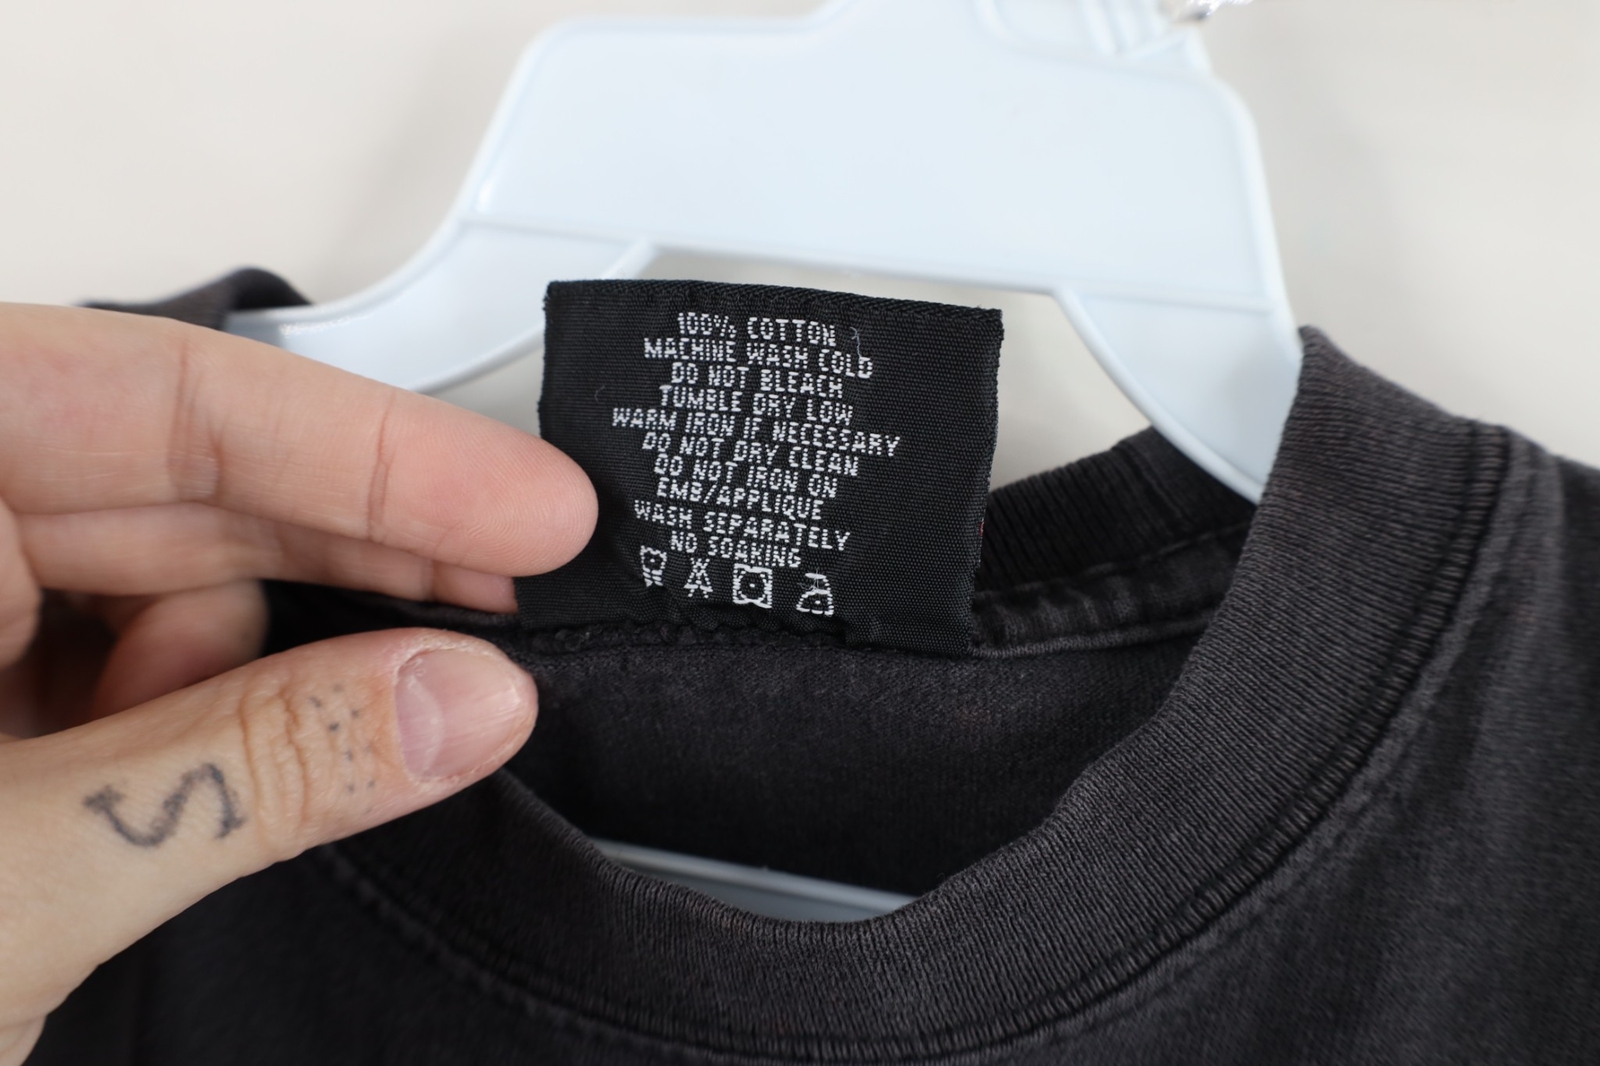 100% COTTON
MACHINE WASH COLD
DO NOT BLEACH
TUMBLE DRY LOW
WARM IRON IF NECESSARY
DO NOT DRY CLEAN
DO NOT IRON ON
EMB/APPLIQUE
WASH SEPARATELY
NO SOAKING